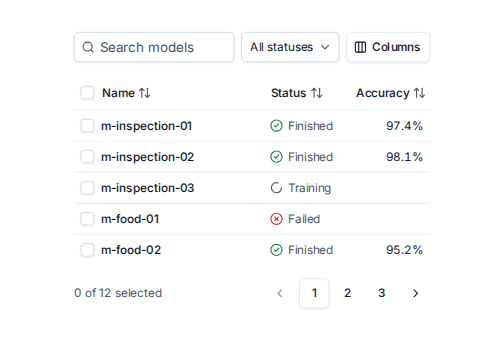 Search models All statuses Columns
Name Status Accuracy
m-inspection-01 Finished 97.4%
m-inspection-02 Finished 98.1%
m-inspection-03 Training
m-food-01 Failed
m-food-02 Finished 95.2%
0 of 12 selected 1 2 3